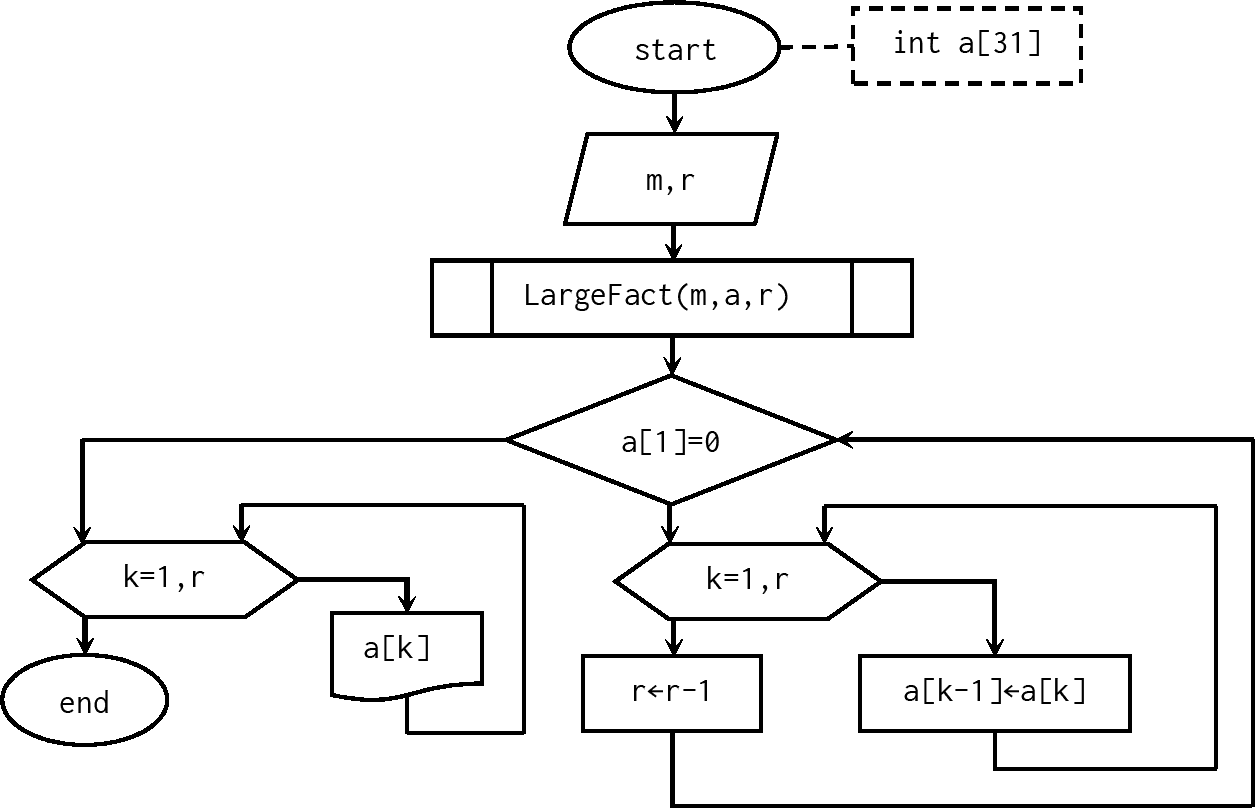 start
int a[31]
m,r
LargeFact(m,a,r)
a[1]=0
k=1,r
a[k]
end
k=1,r
r←r-1
a[k-1]←a[k]